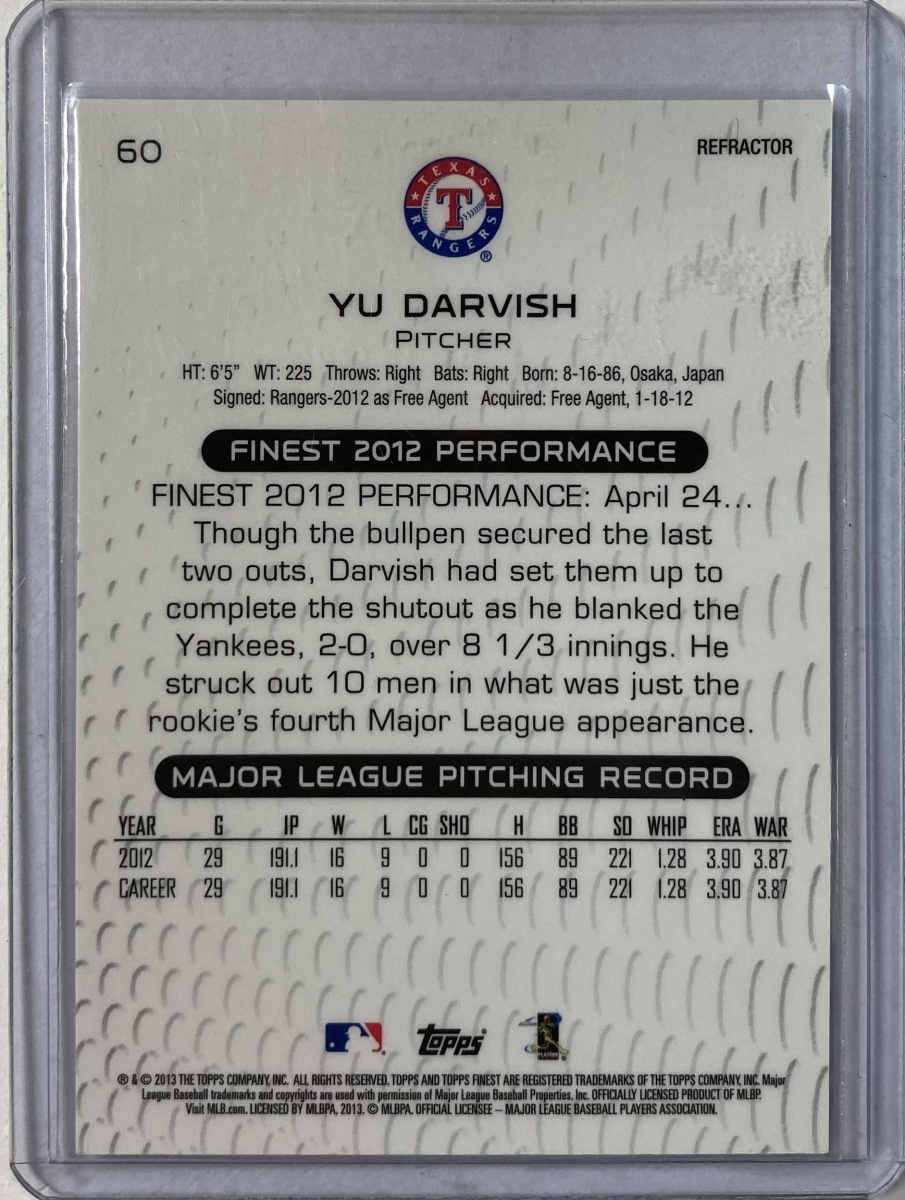 60
REFRACTOR
TEXAS
T
RANGERS
®
YU DARVISH
PITCHER
HT: 6'5" WT: 225 Throws: Right Bats: Right Born: 8-16-86, Osaka, Japan
Signed: Rangers-2012 as Free Agent Acquired: Free Agent, 1-18-12
FINEST 2012 PERFORMANCE
FINEST 2012 PERFORMANCE: April 24...
Though the bullpen secured the last
two outs, Darvish had set them up to
complete the shutout as he blanked the
Yankees, 2-0, over 8 1/3 innings. He
struck out 10 men in what was just the
rookie's fourth Major League appearance.
MAJOR LEAGUE PITCHING RECORD
YEAR G IP W L CG SHO H BB SO WHIP ERA WAR
2012 29 191.1 16 9 0 0 156 89 221 1.28 3.90 3.87
CAREER 29 191.1 16 9 0 0 156 89 221 1.28 3.90 3.87
Topps
PLAYERS
® & © 2013 THE TOPPS COMPANY, INC. ALL RIGHTS RESERVED. TOPPS AND TOPPS FINEST ARE REGISTERED TRADEMARKS OF THE TOPPS COMPANY, INC. Major
League Baseball trademarks and copyrights are used with permission of Major League Baseball Properties, Inc. OFFICIALLY LICENSED PRODUCT OF MLBP.
Visit MLB.com. LICENSED BY MLBPA, 2013. © MLBPA. OFFICIAL LICENSEE – MAJOR LEAGUE BASEBALL PLAYERS ASSOCIATION.